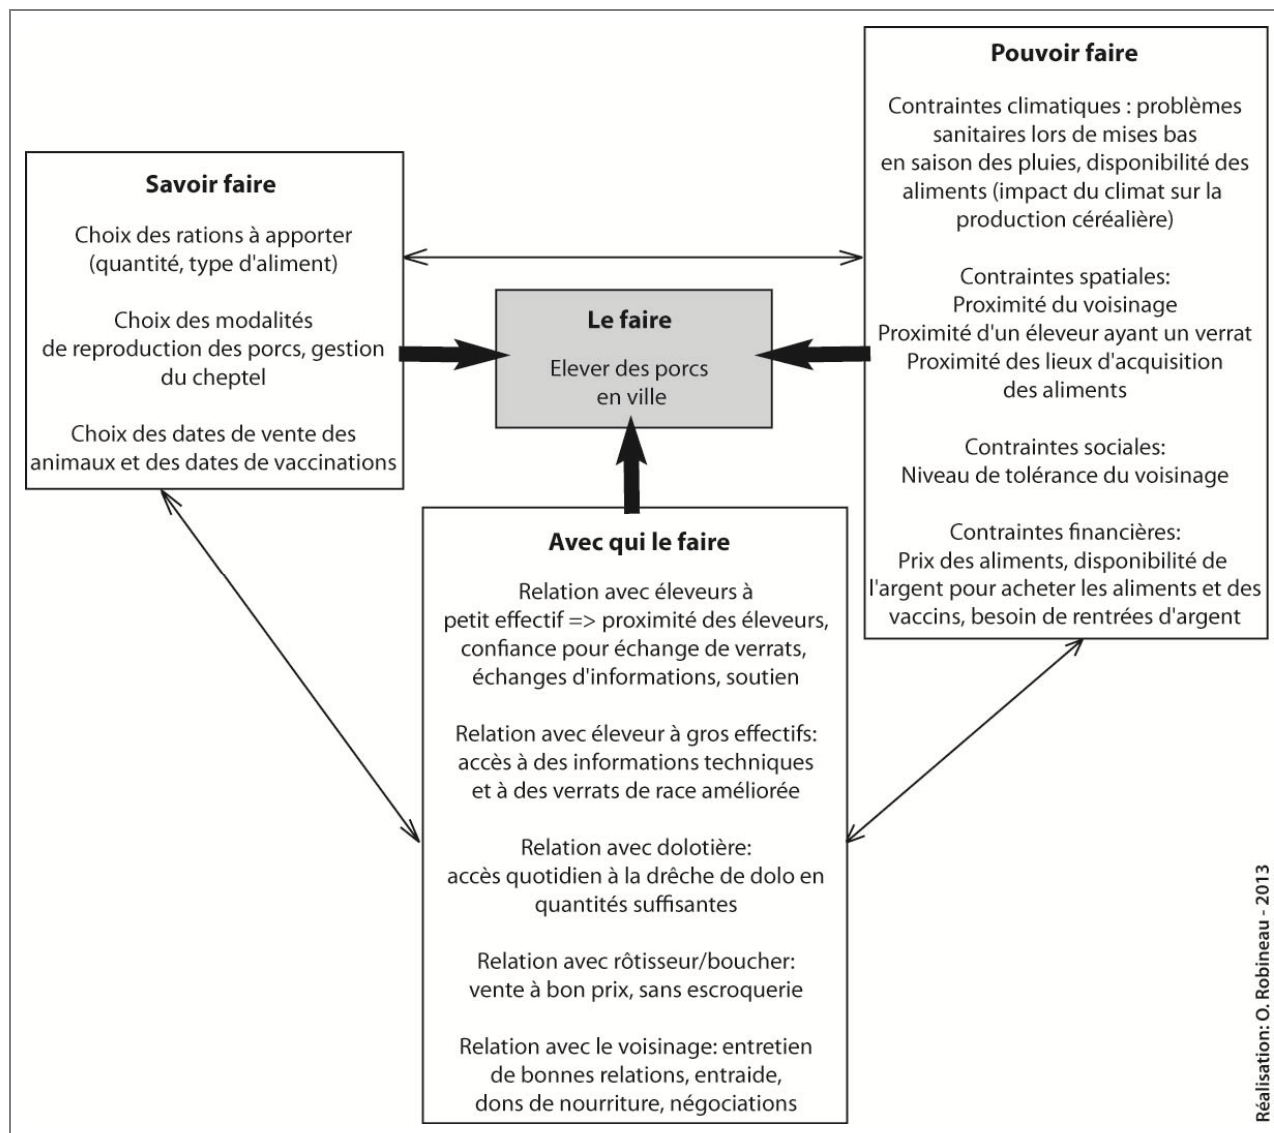 Savoir faire
Choix des rations à apporter
(quantité, type d'aliment)
Choix des modalités
de reproduction des porcs, gestion
du cheptel
Choix des dates de vente des
animaux et des dates de vaccinations
Le faire
Elever des porcs
en ville
Pouvoir faire
Contraintes climatiques : problèmes
sanitaires lors de mises bas
en saison des pluies, disponibilité des
aliments (impact du climat sur la
production céréalière)
Contraintes spatiales:
Proximité du voisinage
Proximité d'un éleveur ayant un verrat
Proximité des lieux d'acquisition
des aliments
Contraintes sociales:
Niveau de tolérance du voisinage
Contraintes financières:
Prix des aliments, disponibilité de
l'argent pour acheter les aliments et des
vaccins, besoin de rentrées d'argent
Avec qui le faire
Relation avec éleveurs à
petit effectif => proximité des éleveurs,
confiance pour échange de verrats,
échanges d'informations, soutien
Relation avec éleveur à gros effectifs:
accès à des informations techniques
et à des verrats de race améliorée
Relation avec dolotière:
accès quotidien à la drêche de dolo en
quantités suffisantes
Relation avec rôtisseur/boucher:
vente à bon prix, sans escroquerie
Relation avec le voisinage: entretien
de bonnes relations, entraide,
dons de nourriture, négociations
Réalisation: O. Robineau - 2013